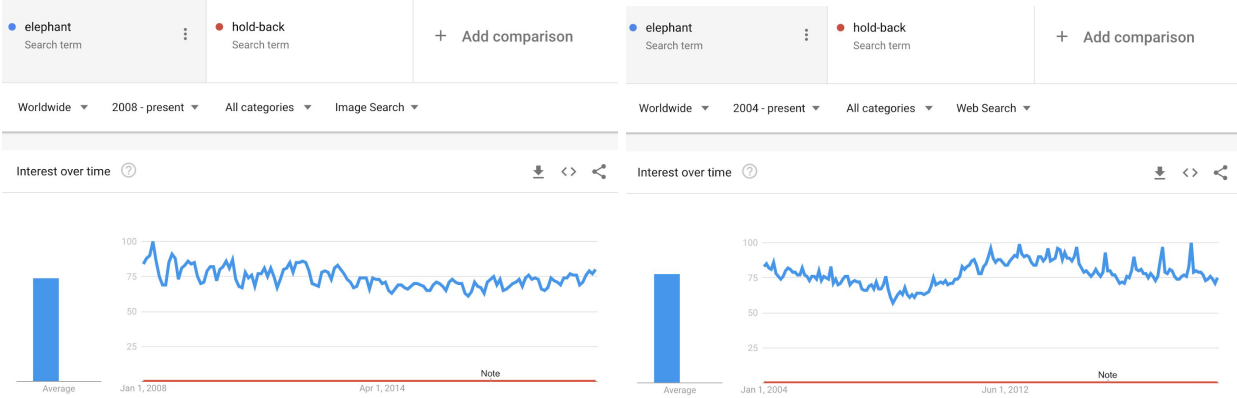 elephant
Search term
hold-back
Search term
+ Add comparison
Worldwide
2008 - present
All categories
Image Search
Interest over time
?
100
75
50
25
Note
Average
Jan 1, 2008
Apr 1, 2014
elephant
Search term
hold-back
Search term
+ Add comparison
Worldwide
2004 - present
All categories
Web Search
Interest over time
?
100
75
50
25
Note
Average
Jan 1, 2004
Jun 1, 2012